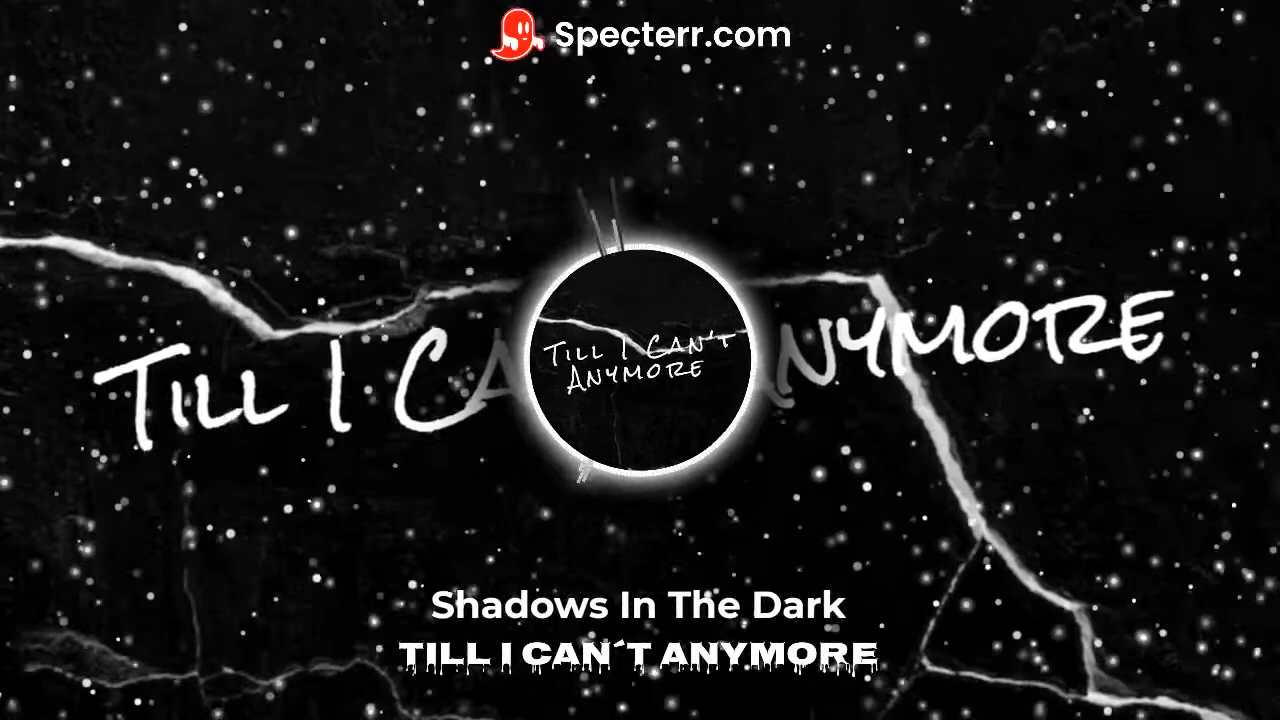 Specterr.com
TILL I CA NYMORE
TILL I CAN'T
ANYMORE
Shadows In The Dark
TILL I CAN´T ANYMORE